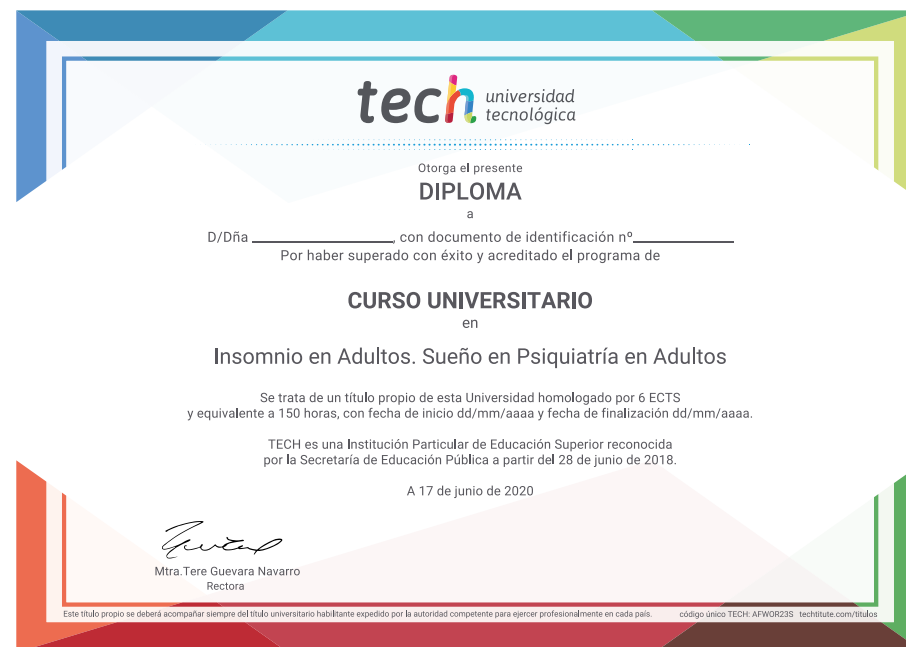 tech universidad
tecnológica
Otorga el presente
DIPLOMA
a
D/Dña ____________________, con documento de identificación nº______________
Por haber superado con éxito y acreditado el programa de
CURSO UNIVERSITARIO
en
Insomnio en Adultos. Sueño en Psiquiatría en Adultos
Se trata de un título propio de esta Universidad homologado por 6 ECTS
y equivalente a 150 horas, con fecha de inicio dd/mm/aaaa y fecha de finalización dd/mm/aaaa.
TECH es una Institución Particular de Educación Superior reconocida
por la Secretaría de Educación Pública a partir del 28 de junio de 2018.
A 17 de junio de 2020
Mtra.Tere Guevara Navarro
Rectora
Este título propio se deberá acompañar siempre del título universitario habilitante expedido por la autoridad competente para ejercer profesionalmente en cada país. código único TECH: AFWOR23S techtitute.com/títulos